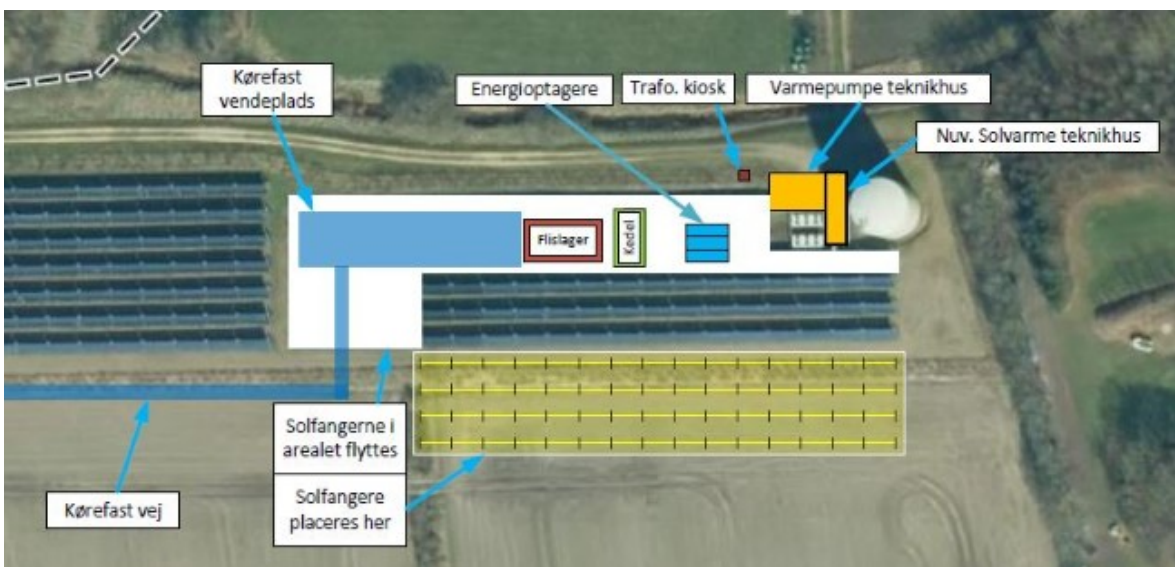 Kørefast
vendeplads
Energioptagere
Trafo. kiosk
Varmepumpe teknikhus
Nuv. Solvarme teknikhus
Flislager
Kedel
Solfangerne i
arealet flyttes
Solfangere
placeres her
Kørefast vej